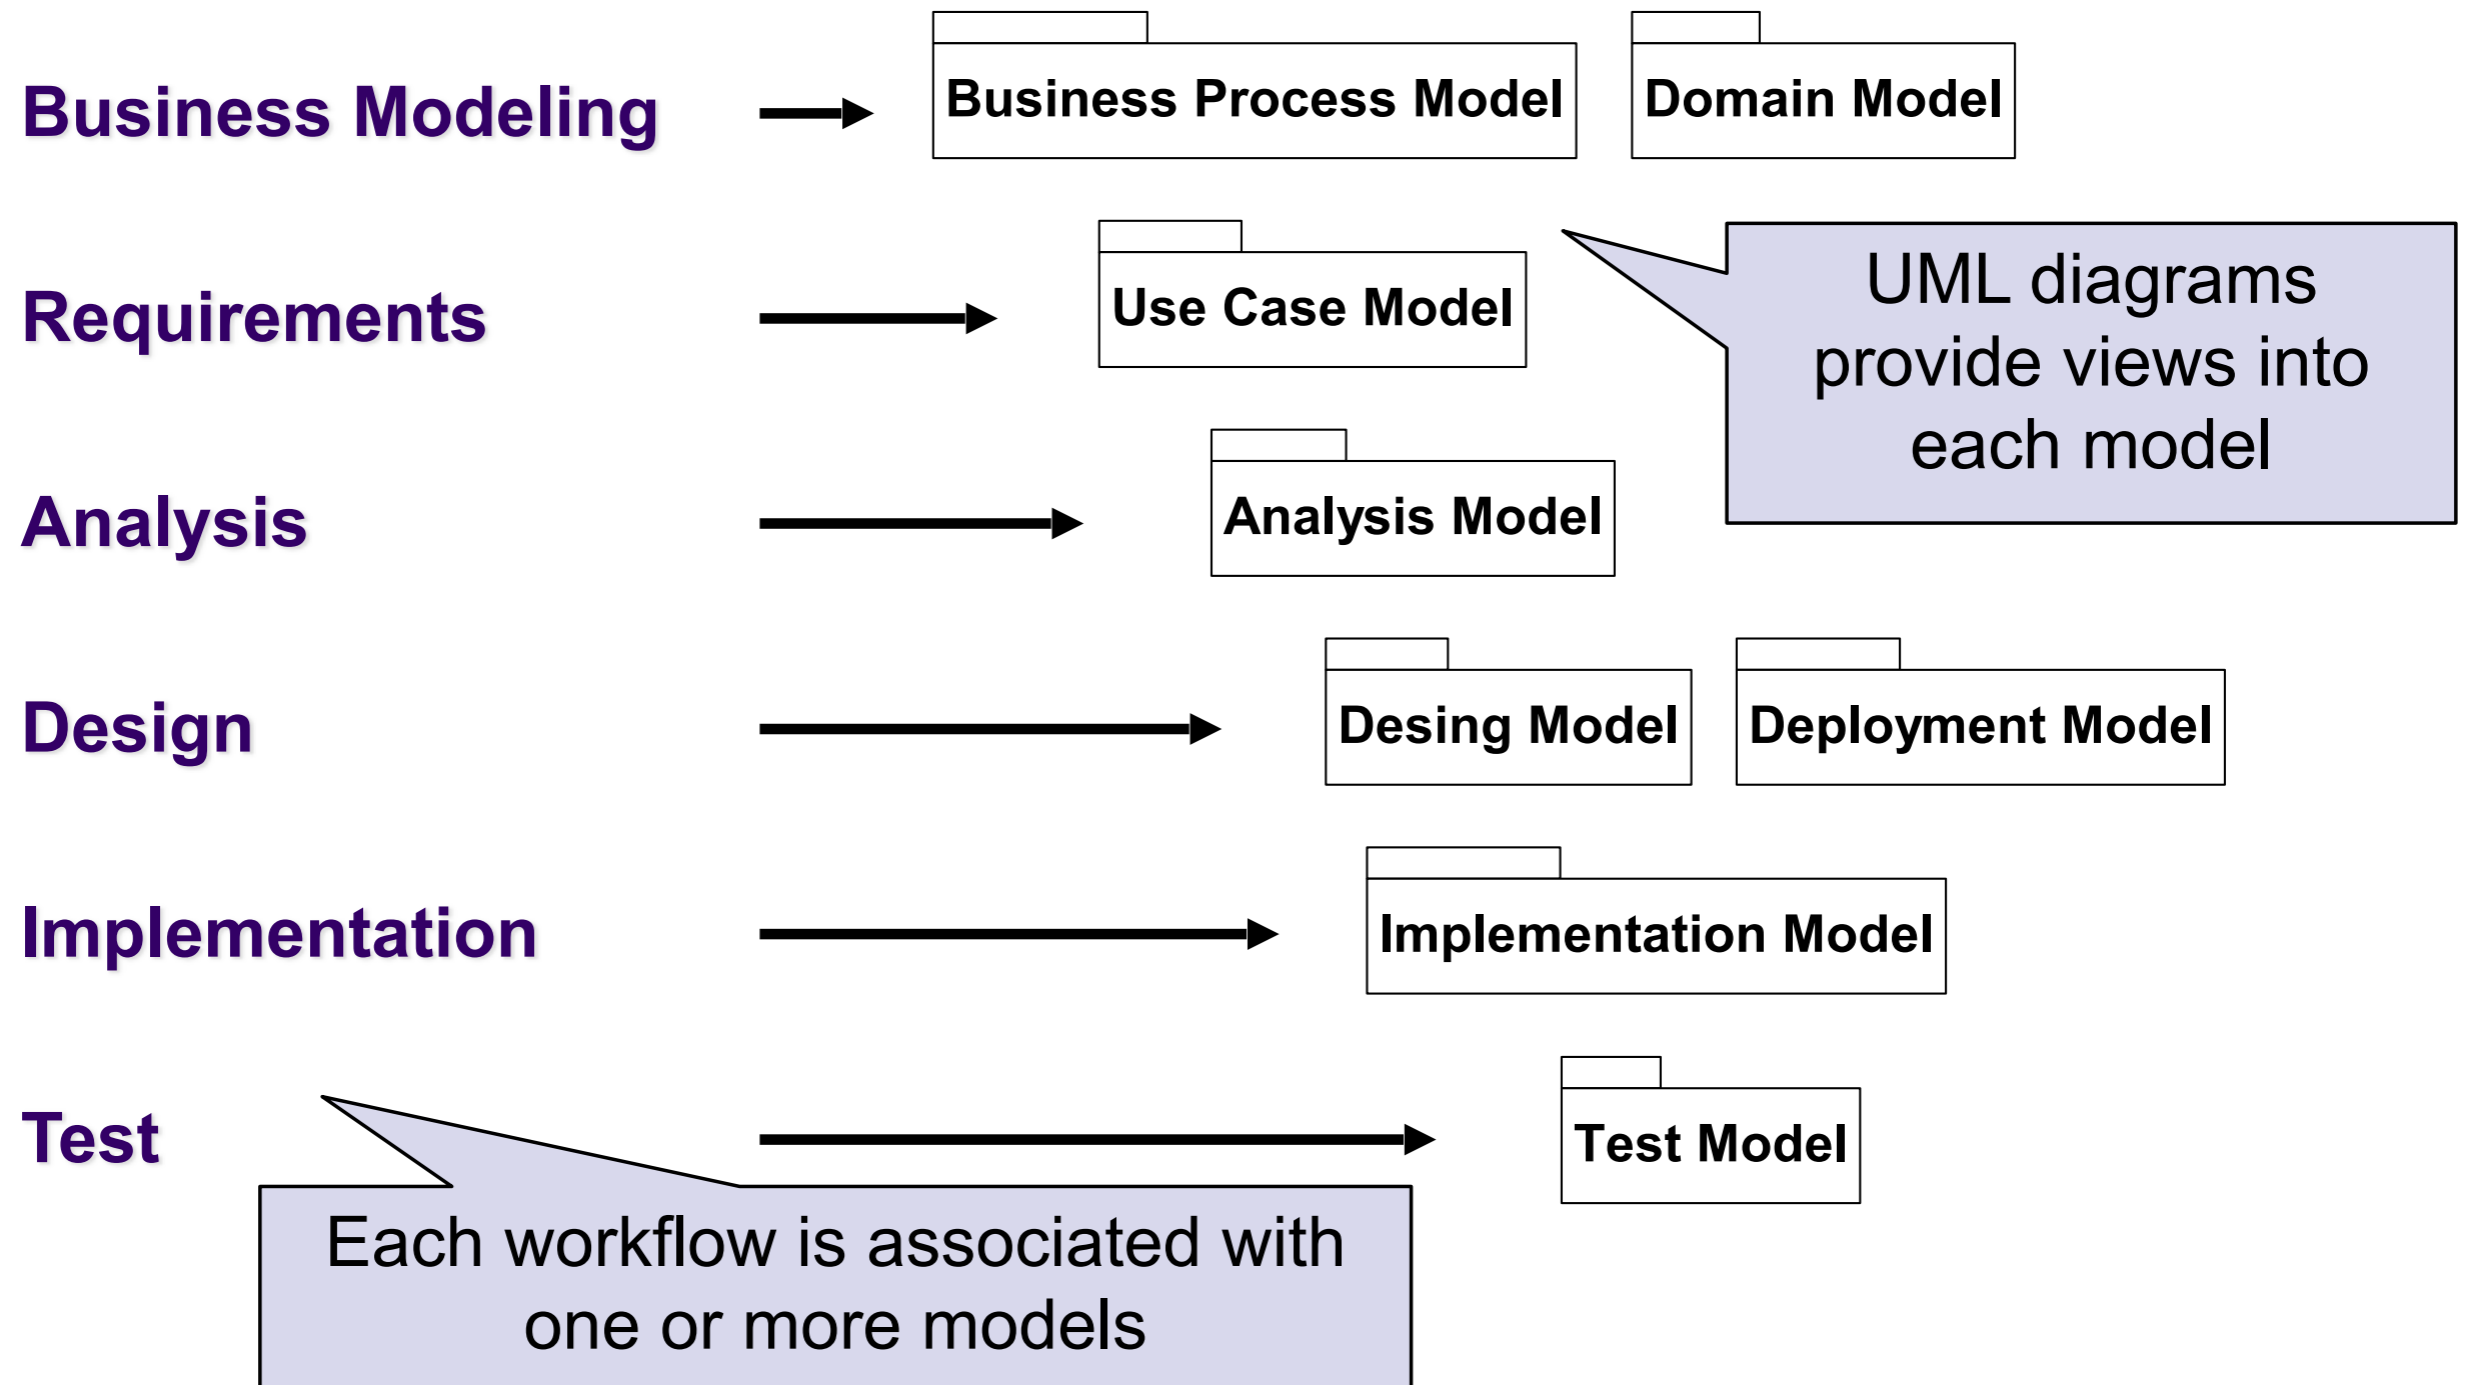 Business Modeling
Business Process Model
Domain Model
Requirements
Use Case Model
UML diagrams
provide views into
each model
Analysis
Analysis Model
Design
Desing Model
Deployment Model
Implementation
Implementation Model
Test
Test Model
Each workflow is associated with
one or more models